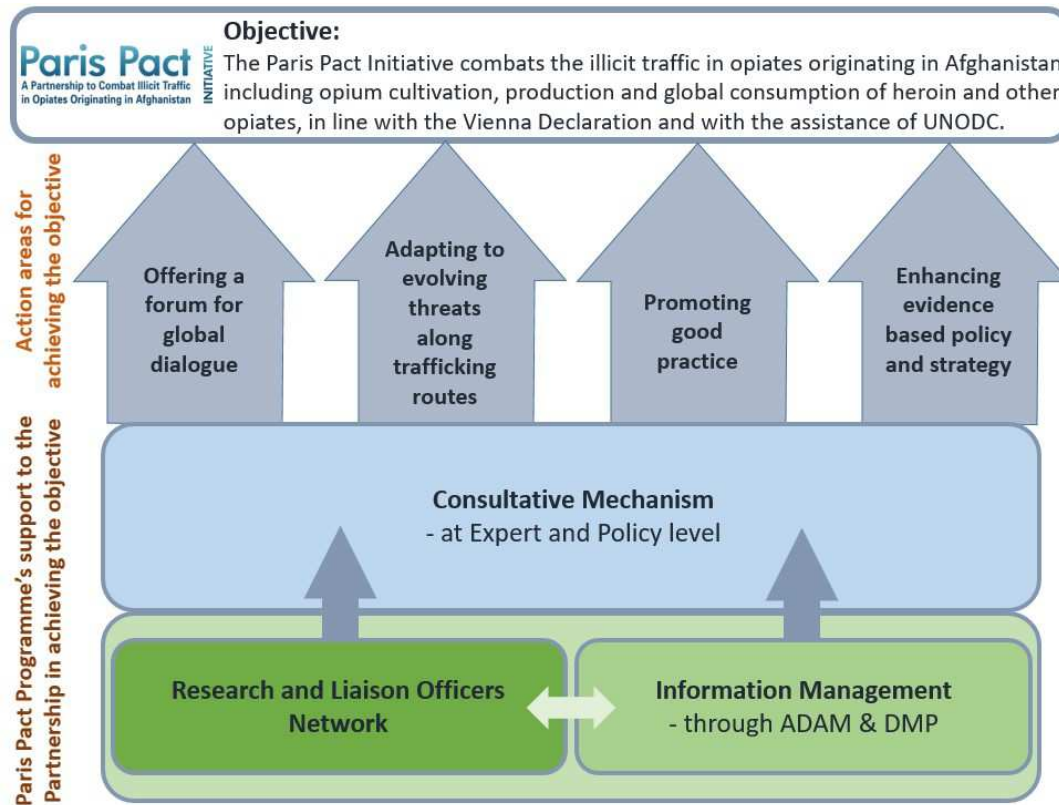 Objective:
Paris Pact
INITIATIVE
A Partnership to Combat Illicit Traffic
in Opiates Originating in Afghanistan
The Paris Pact Initiative combats the illicit traffic in opiates originating in Afghanistan
including opium cultivation, production and global consumption of heroin and other
opiates, in line with the Vienna Declaration and with the assistance of UNODC.
Action areas for
achieving the objective
Offering a
forum for
global
dialogue
Adapting to
evolving
threats
along
trafficking
routes
Promoting
good
practice
Enhancing
evidence
based policy
and strategy
Paris Pact Programme's support to the
Partnership in achieving the objective
Consultative Mechanism
- at Expert and Policy level
Research and Liaison Officers
Network
Information Management
- through ADAM & DMP